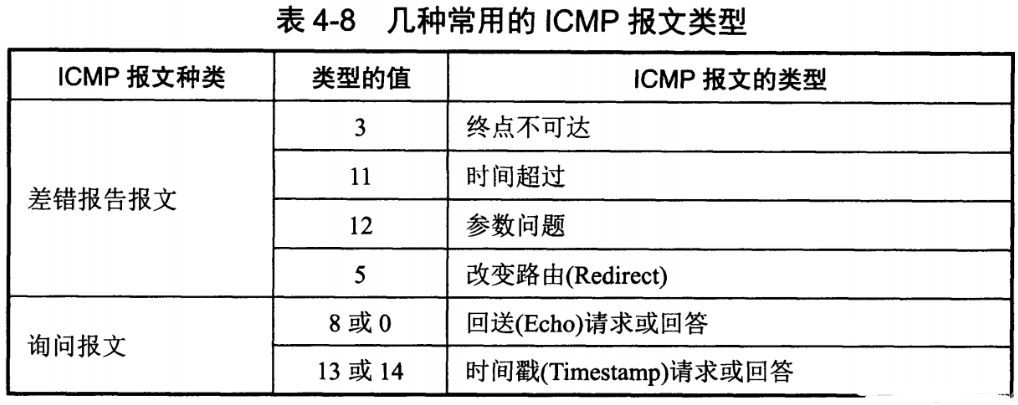 表 4-8 几种常用的 ICMP 报文类型
ICMP 报文种类 类型的值 ICMP 报文的类型
差错报告报文
3 终点不可达
11 时间超过
12 参数问题
5 改变路由(Redirect)
询问报文
8 或 0 回送(Echo)请求或回答
13 或 14 时间戳(Timestamp)请求或回答